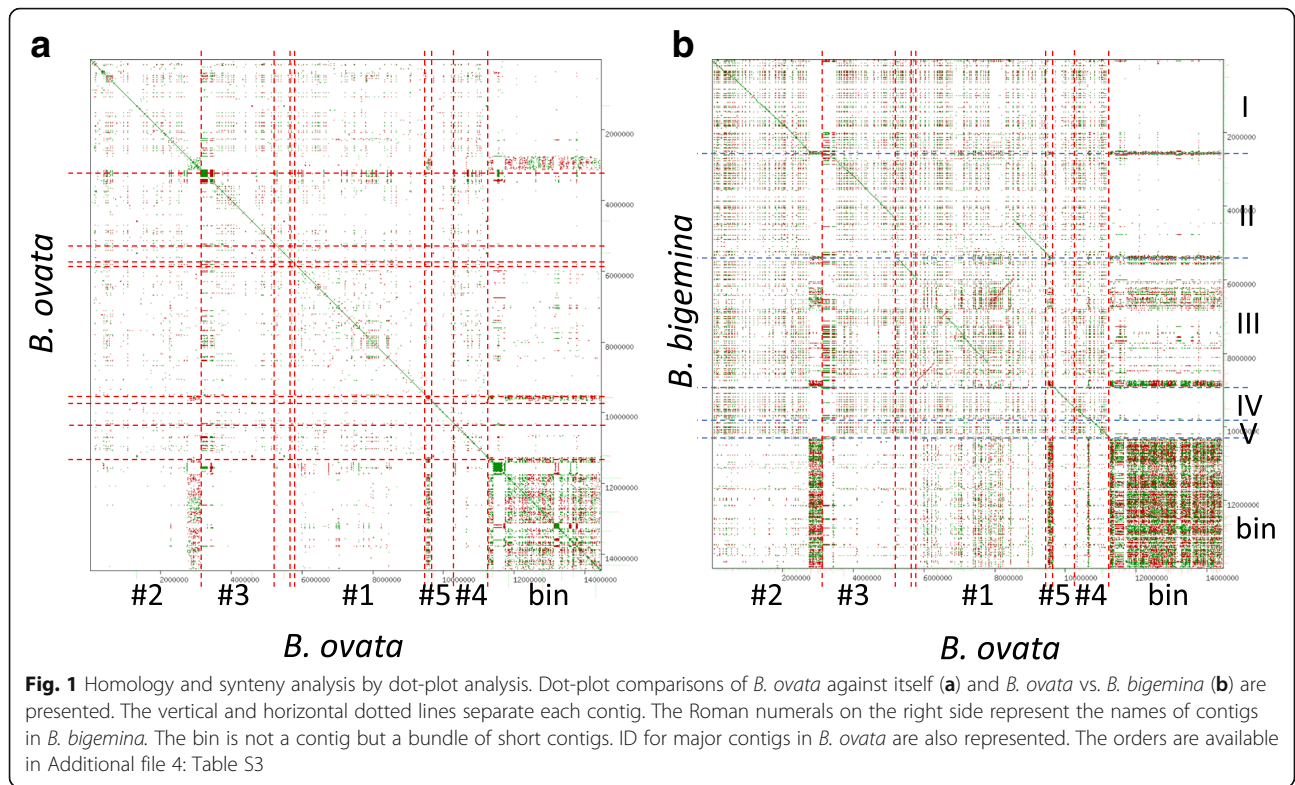 a
B. ovata
2000000
4000000
6000000
8000000
10000000
12000000
14000000
2000000
4000000
6000000
8000000
10000000
12000000
14000000
#2 #3 #1 #5 #4 bin
B. ovata
b
B. bigemina
2000000
4000000
6000000
8000000
10000000
12000000
I
II
III
IV
V
bin
2000000
4000000
6000000
8000000
10000000
12000000
14000000
#2 #3 #1 #5 #4 bin
B. ovata
Fig. 1 Homology and synteny analysis by dot-plot analysis. Dot-plot comparisons of B. ovata against itself (a) and B. ovata vs. B. bigemina (b) are
presented. The vertical and horizontal dotted lines separate each contig. The Roman numerals on the right side represent the names of contigs
in B. bigemina. The bin is not a contig but a bundle of short contigs. ID for major contigs in B. ovata are also represented. The orders are available
in Additional file 4: Table S3